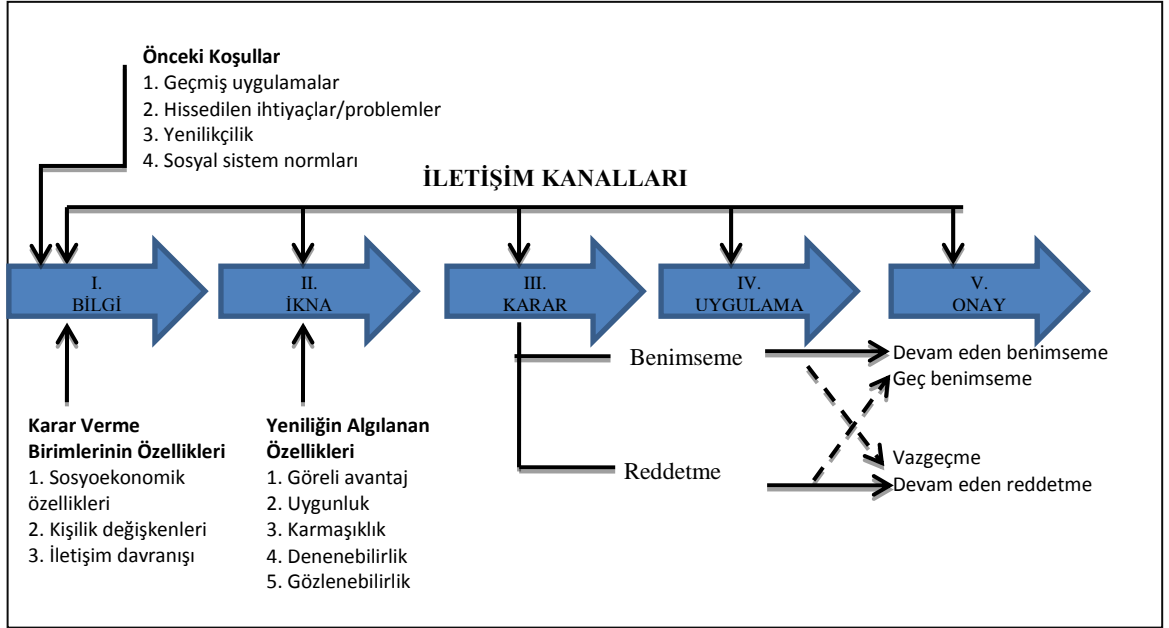 Önceki Koşullar
1. Geçmiş uygulamalar
2. Hissedilen ihtiyaçlar/problemler
3. Yenilikçilik
4. Sosyal sistem normları
İLETİŞİM KANALLARI
I.
BİLGİ
II.
İKNA
III.
KARAR
IV.
UYGULAMA
V.
ONAY
Benimseme
Devam eden benimseme
Geç benimseme
Reddetme
Vazgeçme
Devam eden reddetme
Karar Verme
Birimlerinin Özellikleri
1. Sosyoekonomik
özellikleri
2. Kişilik değişkenleri
3. İletişim davranışı
Yeniliğin Algılanan
Özellikleri
1. Göreli avantaj
2. Uygunluk
3. Karmaşıklık
4. Denenebilirlik
5. Gözlenebilirlik